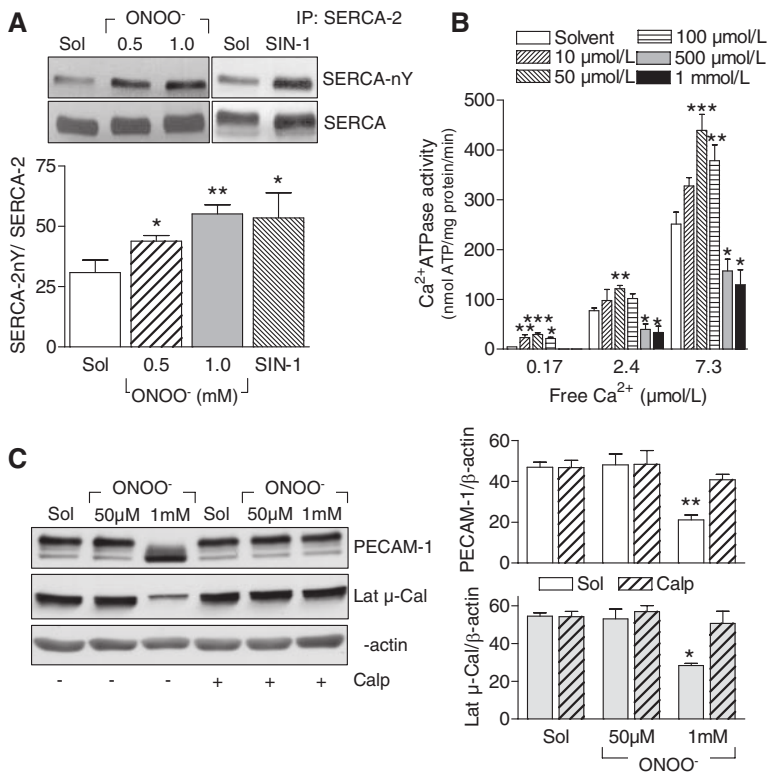 A
IP: SERCA-2
ONOO⁻
Sol 0.5 1.0 Sol SIN-1
SERCA-nY
SERCA
SERCA-2nY/ SERCA-2
75
50
25
0
*
**
*
Sol 0.5 1.0 SIN-1
ONOO⁻ (mM)
B
Solvent
10 µmol/L
50 µmol/L
100 µmol/L
500 µmol/L
1 mmol/L
Ca²⁺ATPase activity
(nmol ATP/mg protein/min)
500
400
300
200
100
0
** *** *
** * *
*** ** * *
0.17 2.4 7.3
Free Ca²⁺ (µmol/L)
C
ONOO⁻ ONOO⁻
Sol 50µM 1mM Sol 50µM 1mM
PECAM-1
Lat µ-Cal
-actin
- - - + + + Calp
PECAM-1/β-actin
60
40
20
0
**
Sol Calp
Lat µ-Cal/β-actin
60
40
20
0
*
Sol 50µM 1mM
ONOO⁻